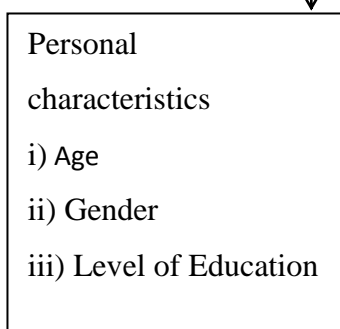 Personal
characteristics
i) Age
ii) Gender
iii) Level of Education